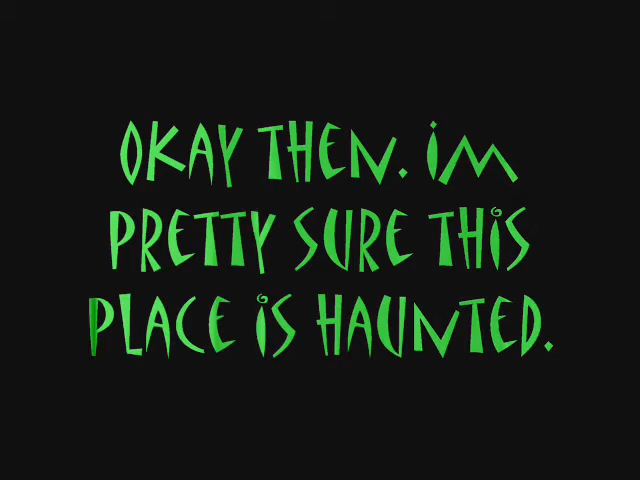 OKAY THEN. IM
PRETTY SURE THIS
PLACE IS HAUNTED.